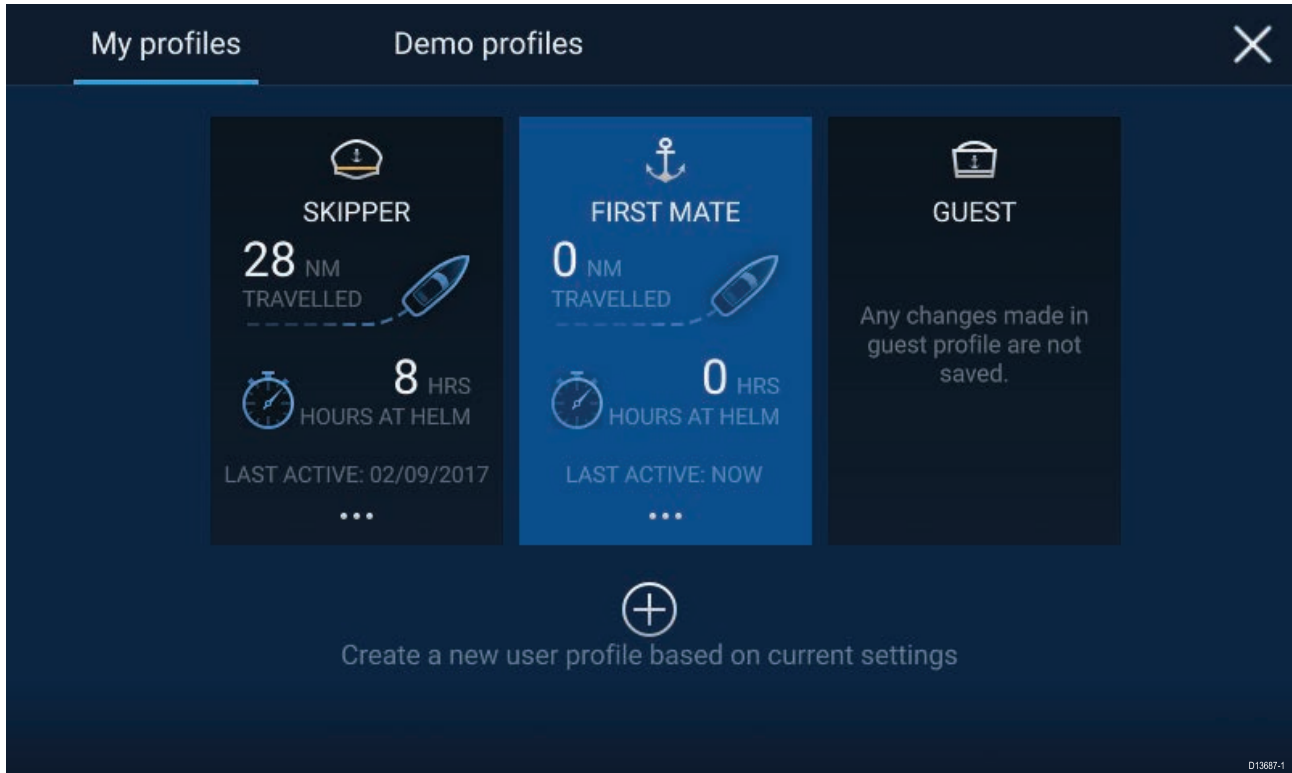 My profiles
Demo profiles
SKIPPER
28 NM
TRAVELLED
8 HRS
HOURS AT HELM
LAST ACTIVE: 02/09/2017
FIRST MATE
0 NM
TRAVELLED
0 HRS
HOURS AT HELM
LAST ACTIVE: NOW
GUEST
Any changes made in
guest profile are not
saved.
Create a new user profile based on current settings
D13687-1